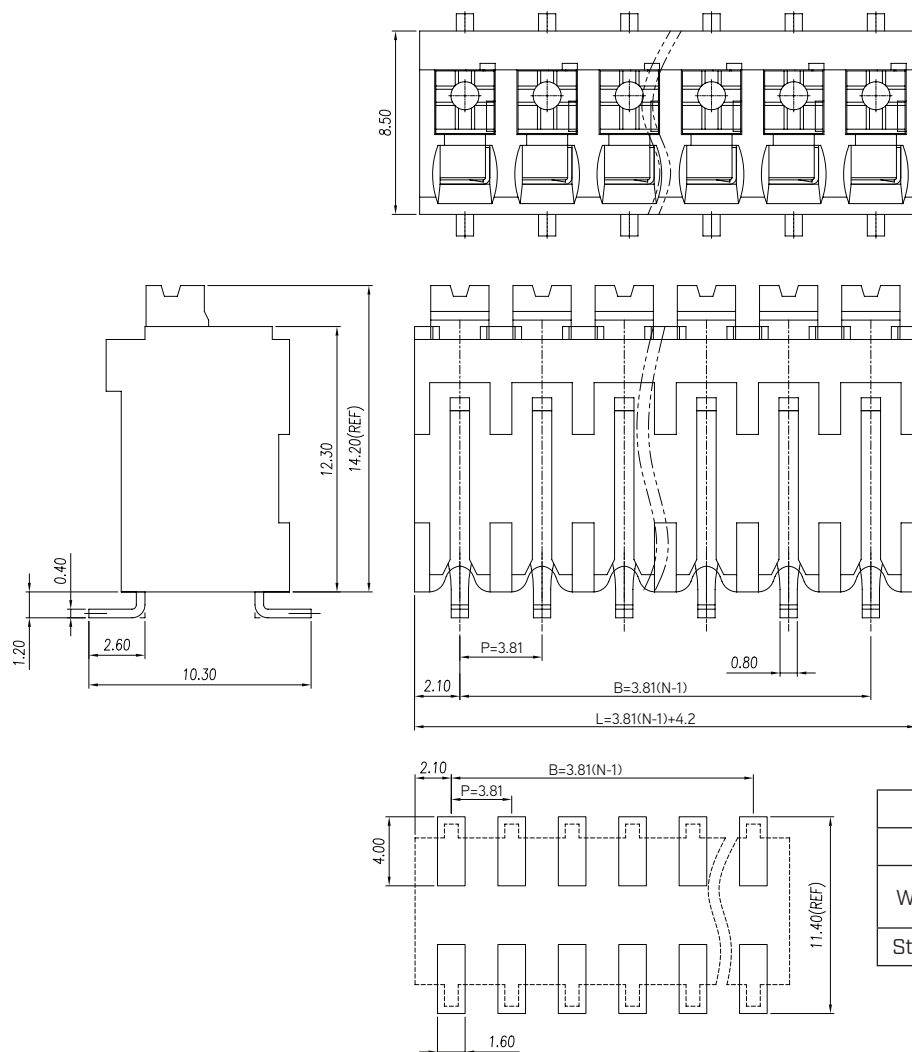 8.50
14.20(REF)
12.30
0.40
1.20
2.60
10.30
P=3.81
0.80
2.10
B=3.81(N-1)
L=3.81(N-1)+4.2
2.10
B=3.81(N-1)
P=3.81
4.00
11.40(REF)
1.60
W
St